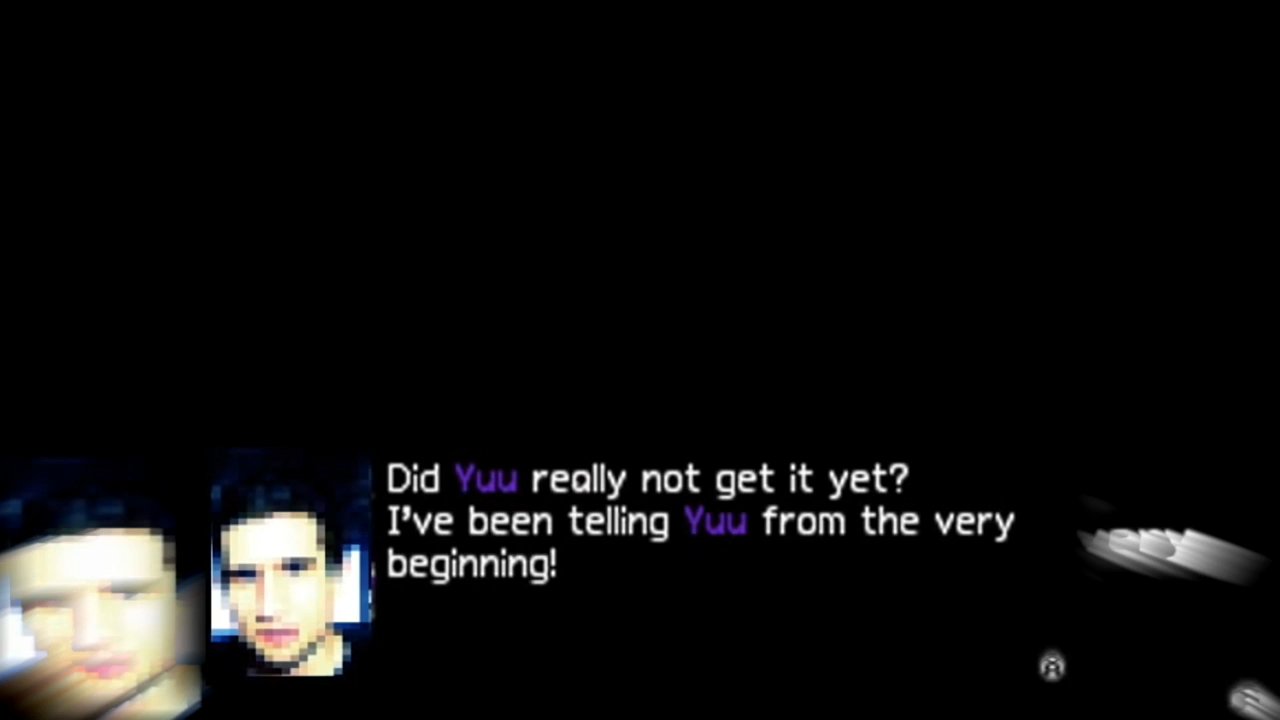 Did Yuu really not get it yet?
I've been telling Yuu from the very
beginning!